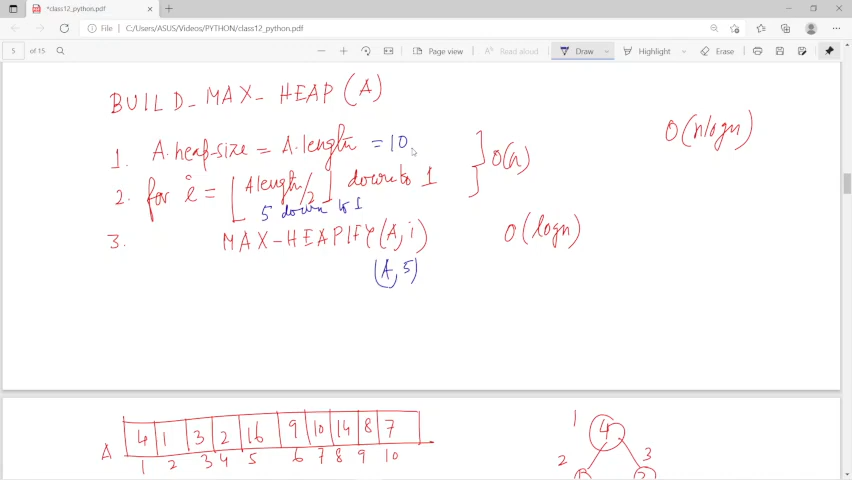 *class12_python.pdf
File | C:/Users/ASUS/Videos/PYTHON/class12_python.pdf
5 of 15 Page view Read aloud Draw Highlight Erase
BUILD_MAX_HEAP(A)
1. A.heap-size = A.length = 10
2. for i = ⌊A.length/2⌋ down to 1 } O(n)
5 down to 1
3. MAX-HEAPIFY(A, i) O(logn)
(A, 5)
O(nlogn)
A 4 1 3 2 16 9 10 14 8 7
1 2 3 4 5 6 7 8 9 10
1 4
2 3